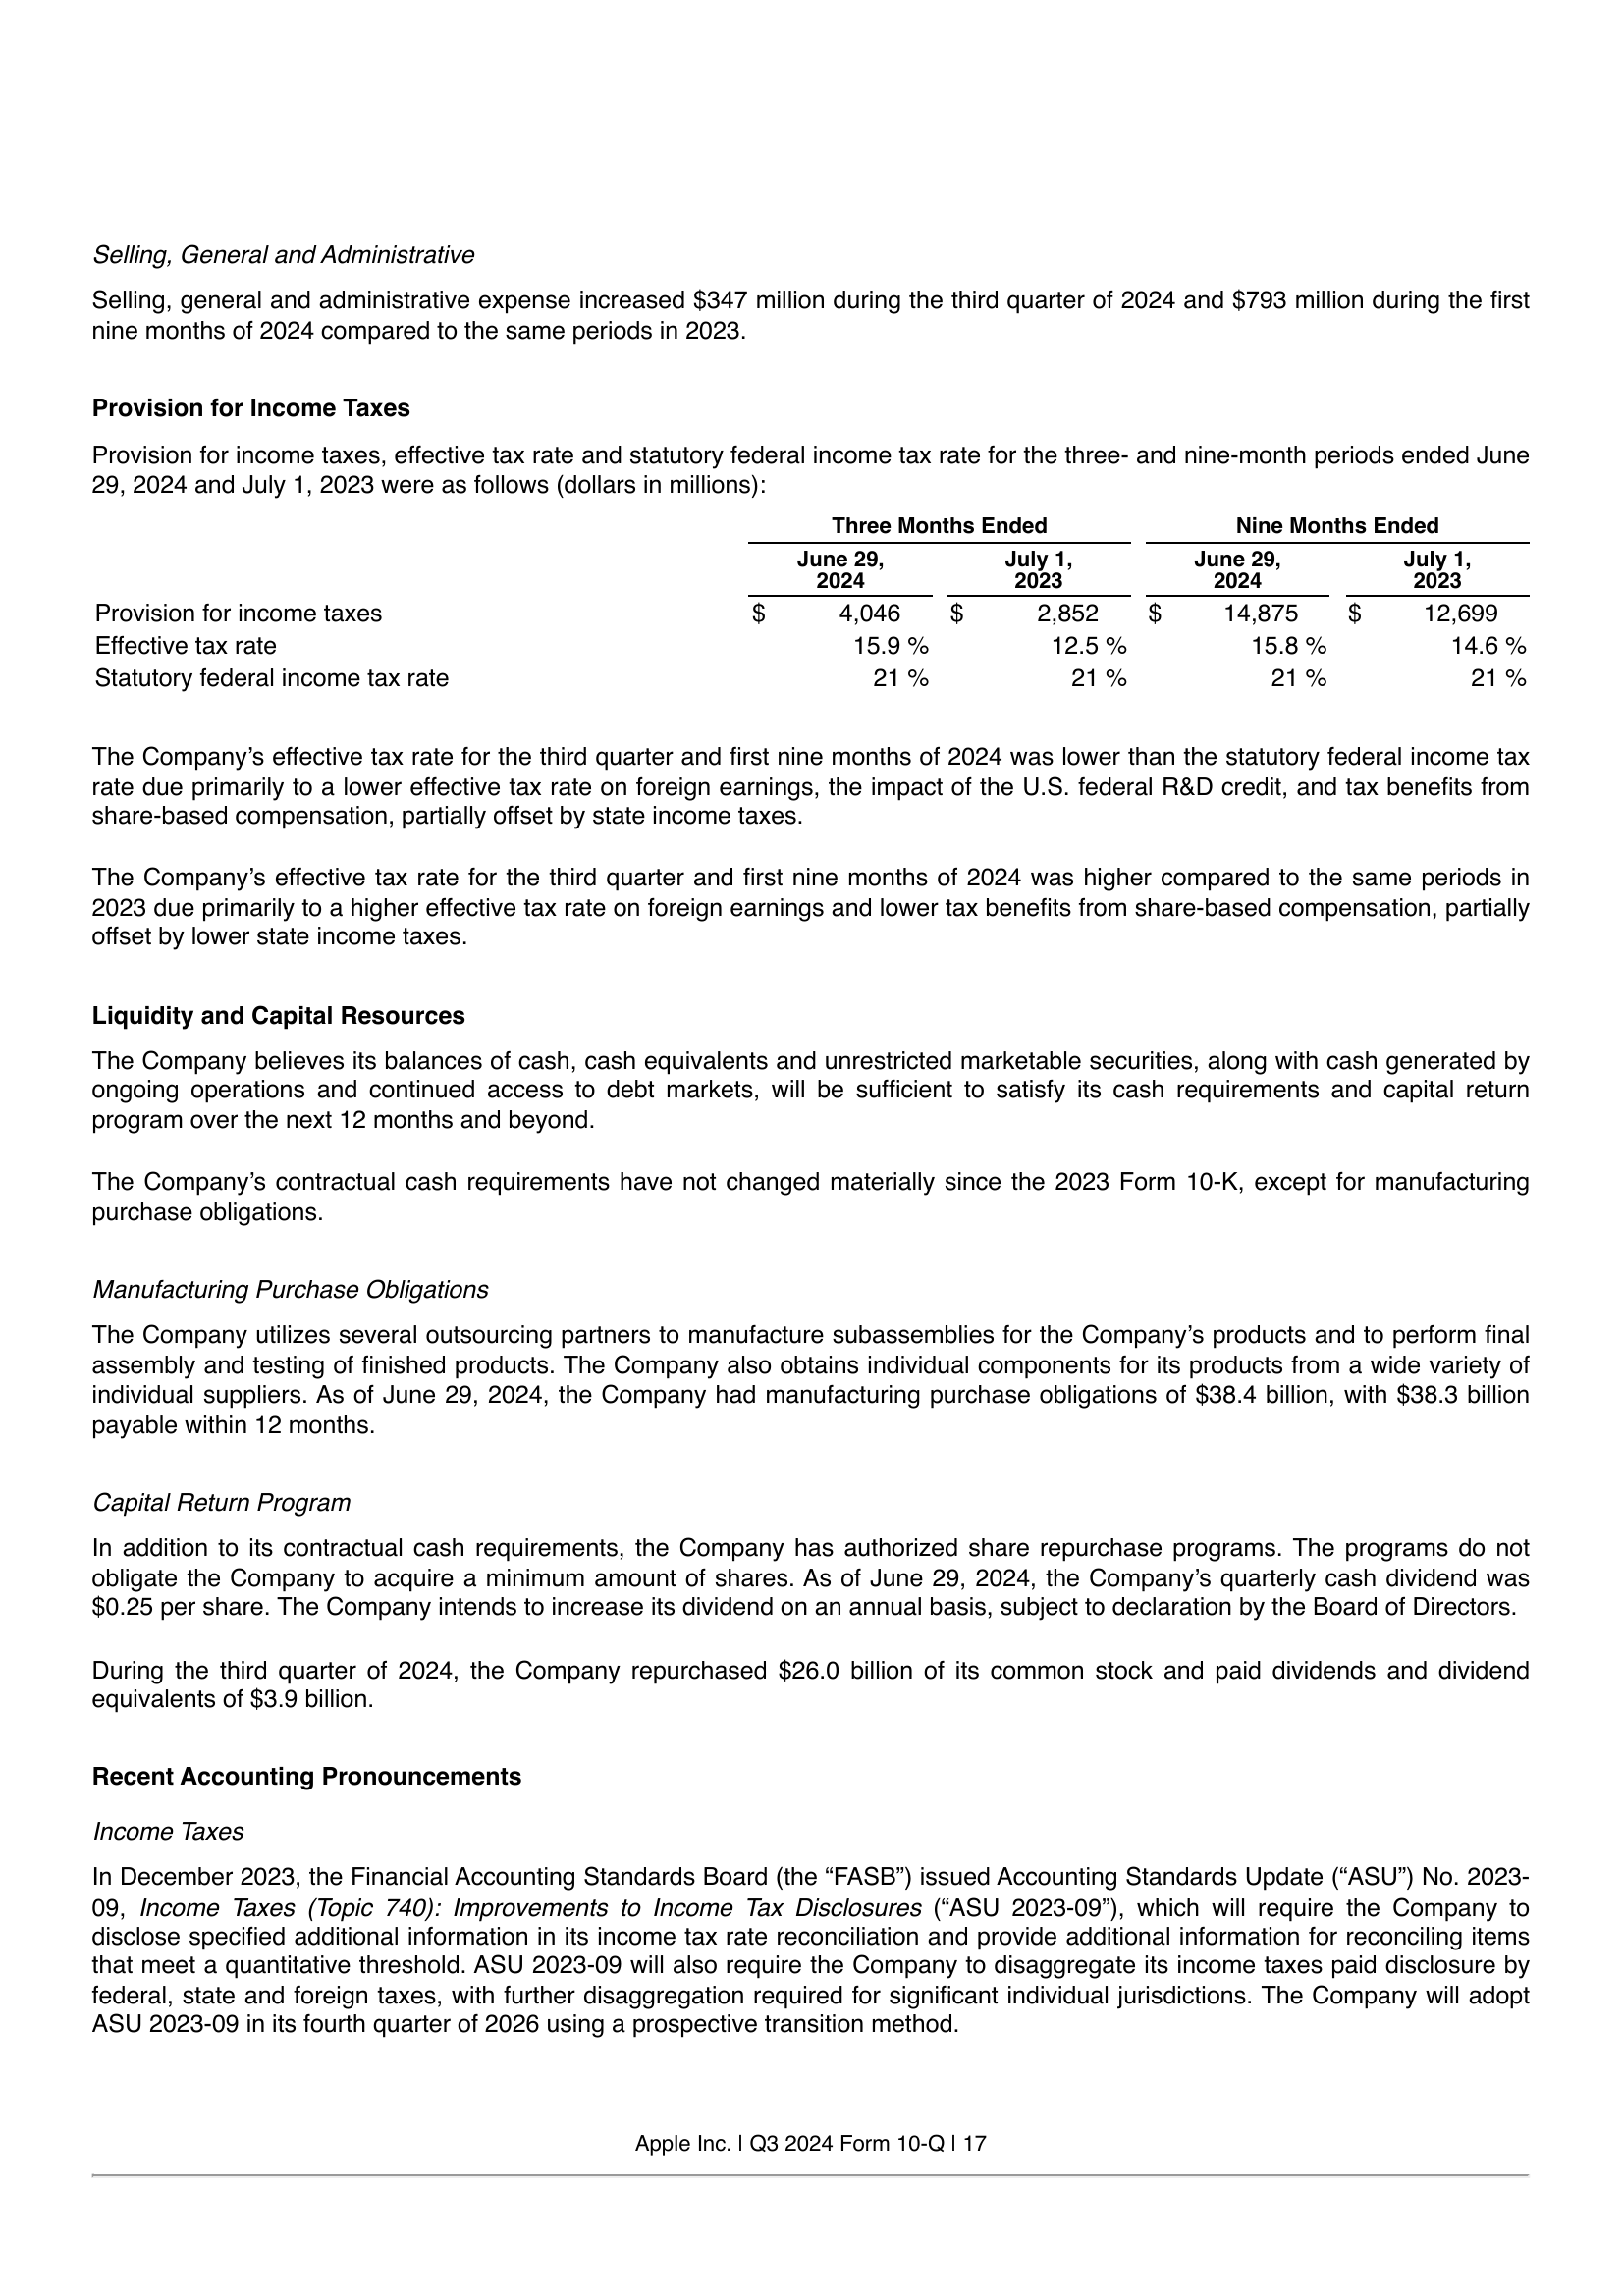 Selling, General and Administrative
Selling, general and administrative expense increased $347 million during the third quarter of 2024 and $793 million during the first
nine months of 2024 compared to the same periods in 2023.
Provision for Income Taxes
Provision for income taxes, effective tax rate and statutory federal income tax rate for the three- and nine-month periods ended June
29, 2024 and July 1, 2023 were as follows (dollars in millions):
Three Months Ended Nine Months Ended
June 29, July 1, June 29, July 1,
2024 2023 2024 2023
Provision for income taxes $ 4,046 $ 2,852 $ 14,875 $ 12,699
Effective tax rate 15.9 % 12.5 % 15.8 % 14.6 %
Statutory federal income tax rate 21 % 21 % 21 % 21 %
The Company’s effective tax rate for the third quarter and first nine months of 2024 was lower than the statutory federal income tax
rate due primarily to a lower effective tax rate on foreign earnings, the impact of the U.S. federal R&D credit, and tax benefits from
share-based compensation, partially offset by state income taxes.
The Company’s effective tax rate for the third quarter and first nine months of 2024 was higher compared to the same periods in
2023 due primarily to a higher effective tax rate on foreign earnings and lower tax benefits from share-based compensation, partially
offset by lower state income taxes.
Liquidity and Capital Resources
The Company believes its balances of cash, cash equivalents and unrestricted marketable securities, along with cash generated by
ongoing operations and continued access to debt markets, will be sufficient to satisfy its cash requirements and capital return
program over the next 12 months and beyond.
The Company’s contractual cash requirements have not changed materially since the 2023 Form 10-K, except for manufacturing
purchase obligations.
Manufacturing Purchase Obligations
The Company utilizes several outsourcing partners to manufacture subassemblies for the Company’s products and to perform final
assembly and testing of finished products. The Company also obtains individual components for its products from a wide variety of
individual suppliers. As of June 29, 2024, the Company had manufacturing purchase obligations of $38.4 billion, with $38.3 billion
payable within 12 months.
Capital Return Program
In addition to its contractual cash requirements, the Company has authorized share repurchase programs. The programs do not
obligate the Company to acquire a minimum amount of shares. As of June 29, 2024, the Company’s quarterly cash dividend was
$0.25 per share. The Company intends to increase its dividend on an annual basis, subject to declaration by the Board of Directors.
During the third quarter of 2024, the Company repurchased $26.0 billion of its common stock and paid dividends and dividend
equivalents of $3.9 billion.
Recent Accounting Pronouncements
Income Taxes
In December 2023, the Financial Accounting Standards Board (the “FASB”) issued Accounting Standards Update (“ASU”) No. 2023-
09, Income Taxes (Topic 740): Improvements to Income Tax Disclosures (“ASU 2023-09”), which will require the Company to
disclose specified additional information in its income tax rate reconciliation and provide additional information for reconciling items
that meet a quantitative threshold. ASU 2023-09 will also require the Company to disaggregate its income taxes paid disclosure by
federal, state and foreign taxes, with further disaggregation required for significant individual jurisdictions. The Company will adopt
ASU 2023-09 in its fourth quarter of 2026 using a prospective transition method.
Apple Inc. | Q3 2024 Form 10-Q | 17